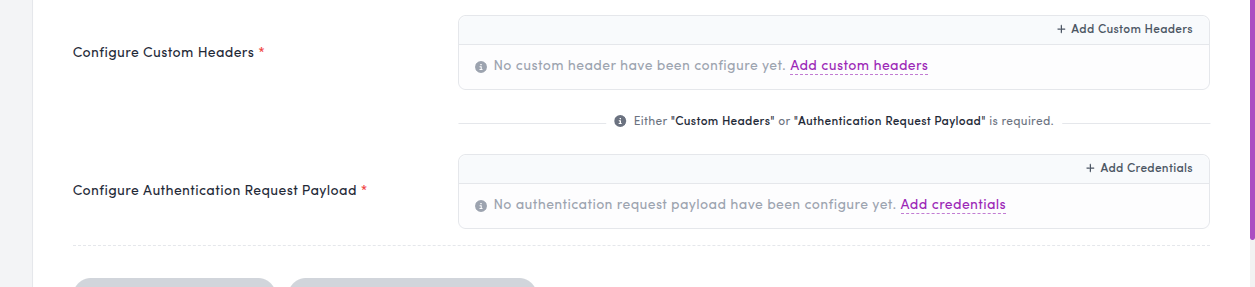 + Add Custom Headers
Configure Custom Headers *
No custom header have been configure yet. Add custom headers
Either "Custom Headers" or "Authentication Request Payload" is required.
+ Add Credentials
Configure Authentication Request Payload *
No authentication request payload have been configure yet. Add credentials